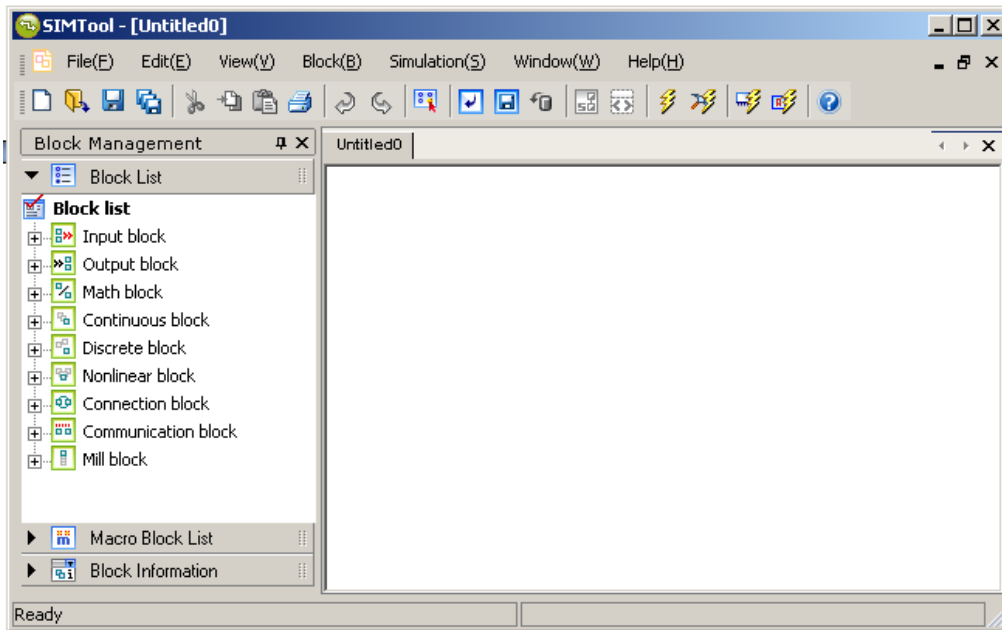 SIMTool - [Untitled0]
File(F) Edit(E) View(V) Block(B) Simulation(S) Window(W) Help(H)
Block Management
Untitled0
Block List
Block list
Input block
Output block
Math block
Continuous block
Discrete block
Nonlinear block
Connection block
Communication block
Mill block
Macro Block List
Block Information
Ready